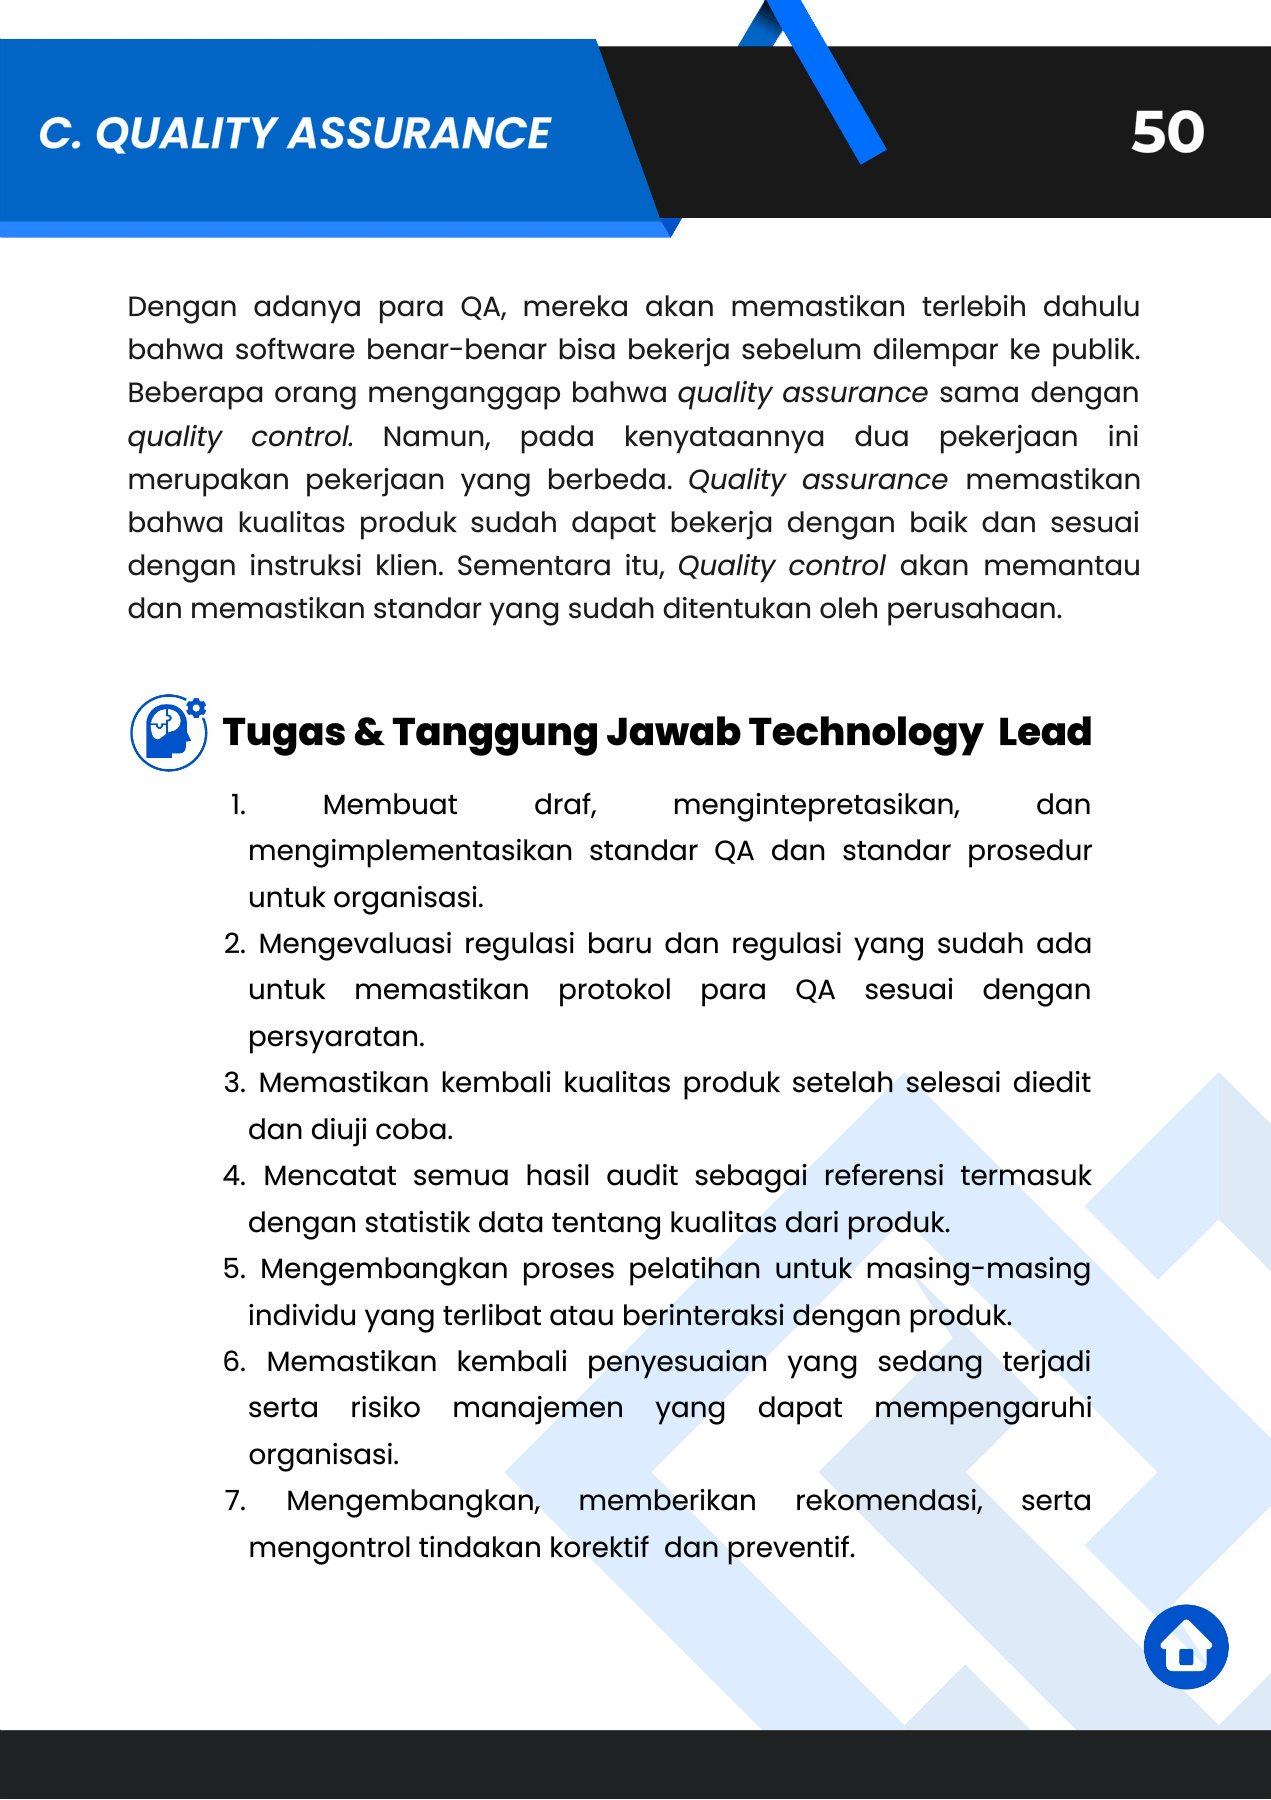 C. QUALITY ASSURANCE
50
Dengan adanya para QA, mereka akan memastikan terlebih dahulu
bahwa software benar-benar bisa bekerja sebelum dilempar ke publik.
Beberapa orang menganggap bahwa quality assurance sama dengan
quality control. Namun, pada kenyataannya dua pekerjaan ini
merupakan pekerjaan yang berbeda. Quality assurance memastikan
bahwa kualitas produk sudah dapat bekerja dengan baik dan sesuai
dengan instruksi klien. Sementara itu, Quality control akan memantau
dan memastikan standar yang sudah ditentukan oleh perusahaan.
Tugas & Tanggung Jawab Technology Lead
1. Membuat draf, mengintepretasikan, dan
mengimplementasikan standar QA dan standar prosedur
untuk organisasi.
2. Mengevaluasi regulasi baru dan regulasi yang sudah ada
untuk memastikan protokol para QA sesuai dengan
persyaratan.
3. Memastikan kembali kualitas produk setelah selesai diedit
dan diuji coba.
4. Mencatat semua hasil audit sebagai referensi termasuk
dengan statistik data tentang kualitas dari produk.
5. Mengembangkan proses pelatihan untuk masing-masing
individu yang terlibat atau berinteraksi dengan produk.
6. Memastikan kembali penyesuaian yang sedang terjadi
serta risiko manajemen yang dapat mempengaruhi
organisasi.
7. Mengembangkan, memberikan rekomendasi, serta
mengontrol tindakan korektif dan preventif.